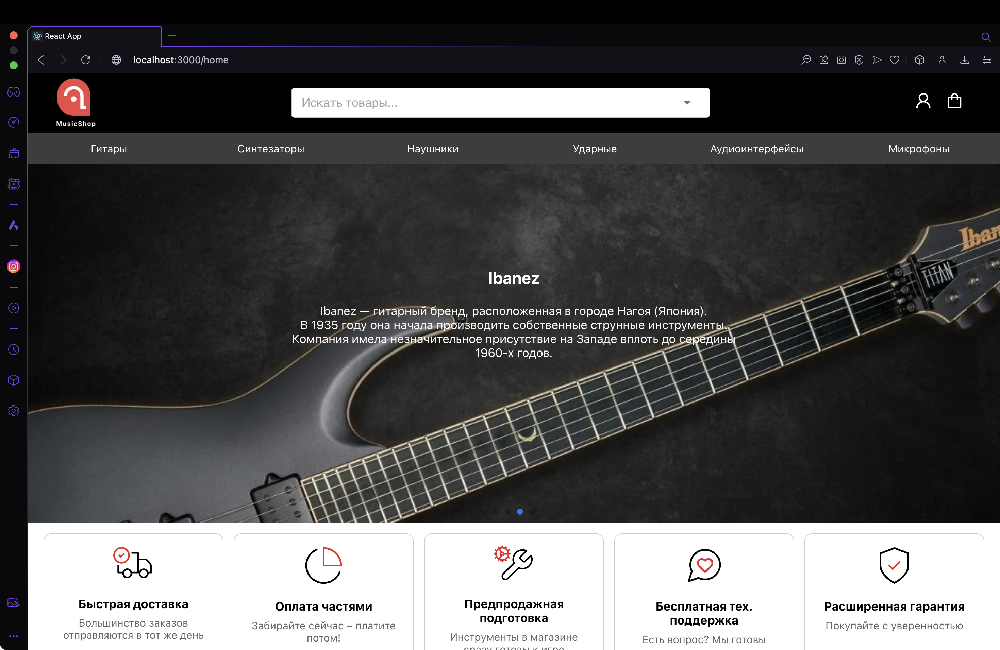 React App
localhost:3000/home
MusicShop
Искать товары...
Гитары
Синтезаторы
Наушники
Ударные
Аудиоинтерфейсы
Микрофоны
TITAN
Ibanez
Ibanez — гитарный бренд, расположенная в городе Нагоя (Япония).
В 1935 году она начала производить собственные струнные инструменты.
Компания имела незначительное присутствие на Западе вплоть до середины
1960-х годов.
Быстрая доставка
Большинство заказов
отправляются в тот же день
Оплата частями
Забирайте сейчас – платите
потом!
Предпродажная
подготовка
Инструменты в магазине
сразу готовы к игре
Бесплатная тех.
поддержка
Есть вопрос? Мы готовы
Расширенная гарантия
Покупайте с уверенностью